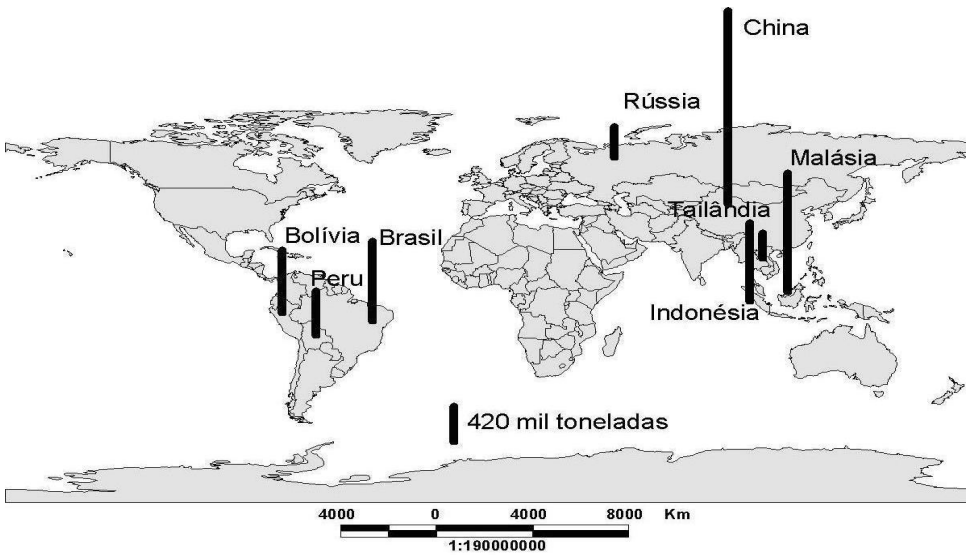 China
Rússia
Malásia
Tailândia
Bolívia
Brasil
Peru
Indonésia
420 mil toneladas
4000 0 4000 8000 Km
1:190000000